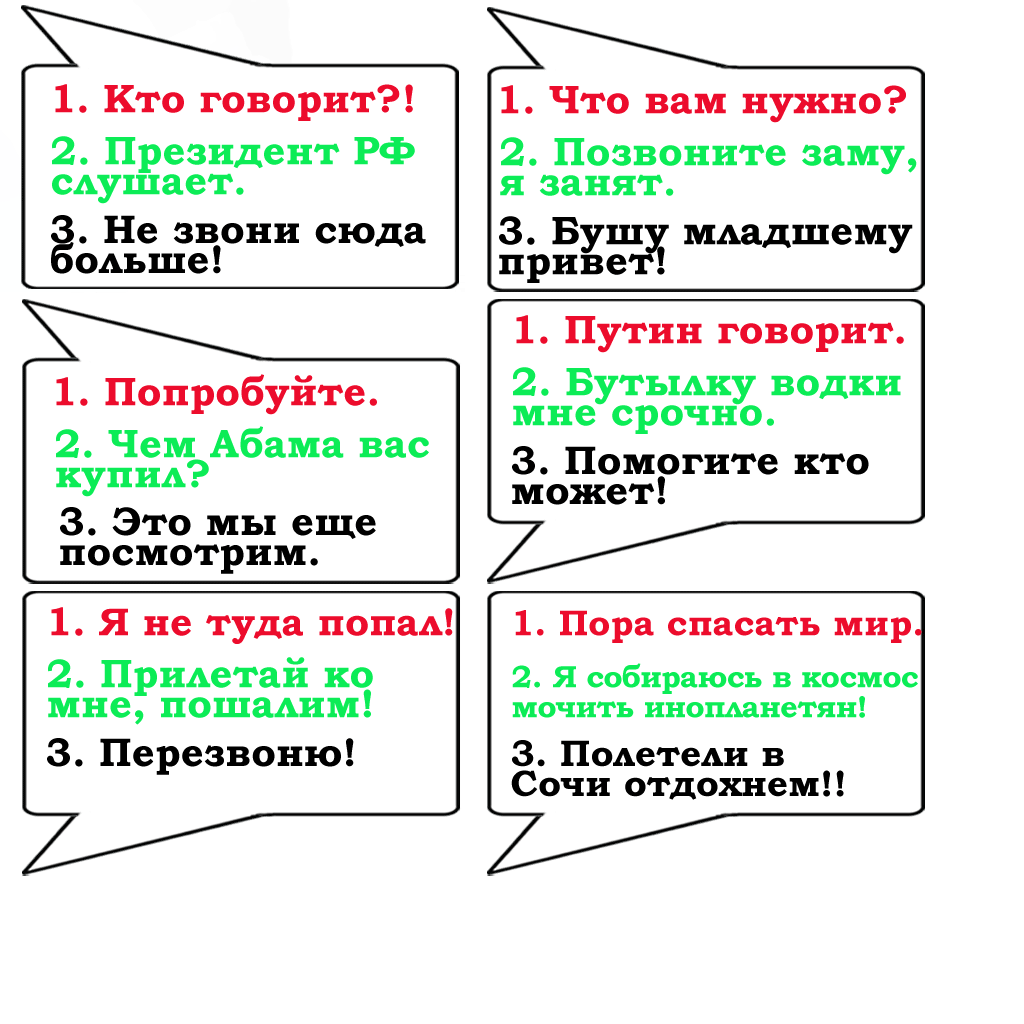 1. Кто говорит?!
2. Президент РФ
слушает.
3. Не звони сюда
больше!
1. Что вам нужно?
2. Позвоните заму,
я занят.
3. Бушу младшему
привет!
1. Попробуйте.
2. Чем Абама вас
купил?
3. Это мы еще
посмотрим.
1. Путин говорит.
2. Бутылку водки
мне срочно.
3. Помогите кто
может!
1. Я не туда попал!
2. Прилетай ко
мне, пошалим!
3. Перезвоню!
1. Пора спасать мир.
2. Я собираюсь в космос
мочить инопланетян!
3. Полетели в
Сочи отдохнем!!